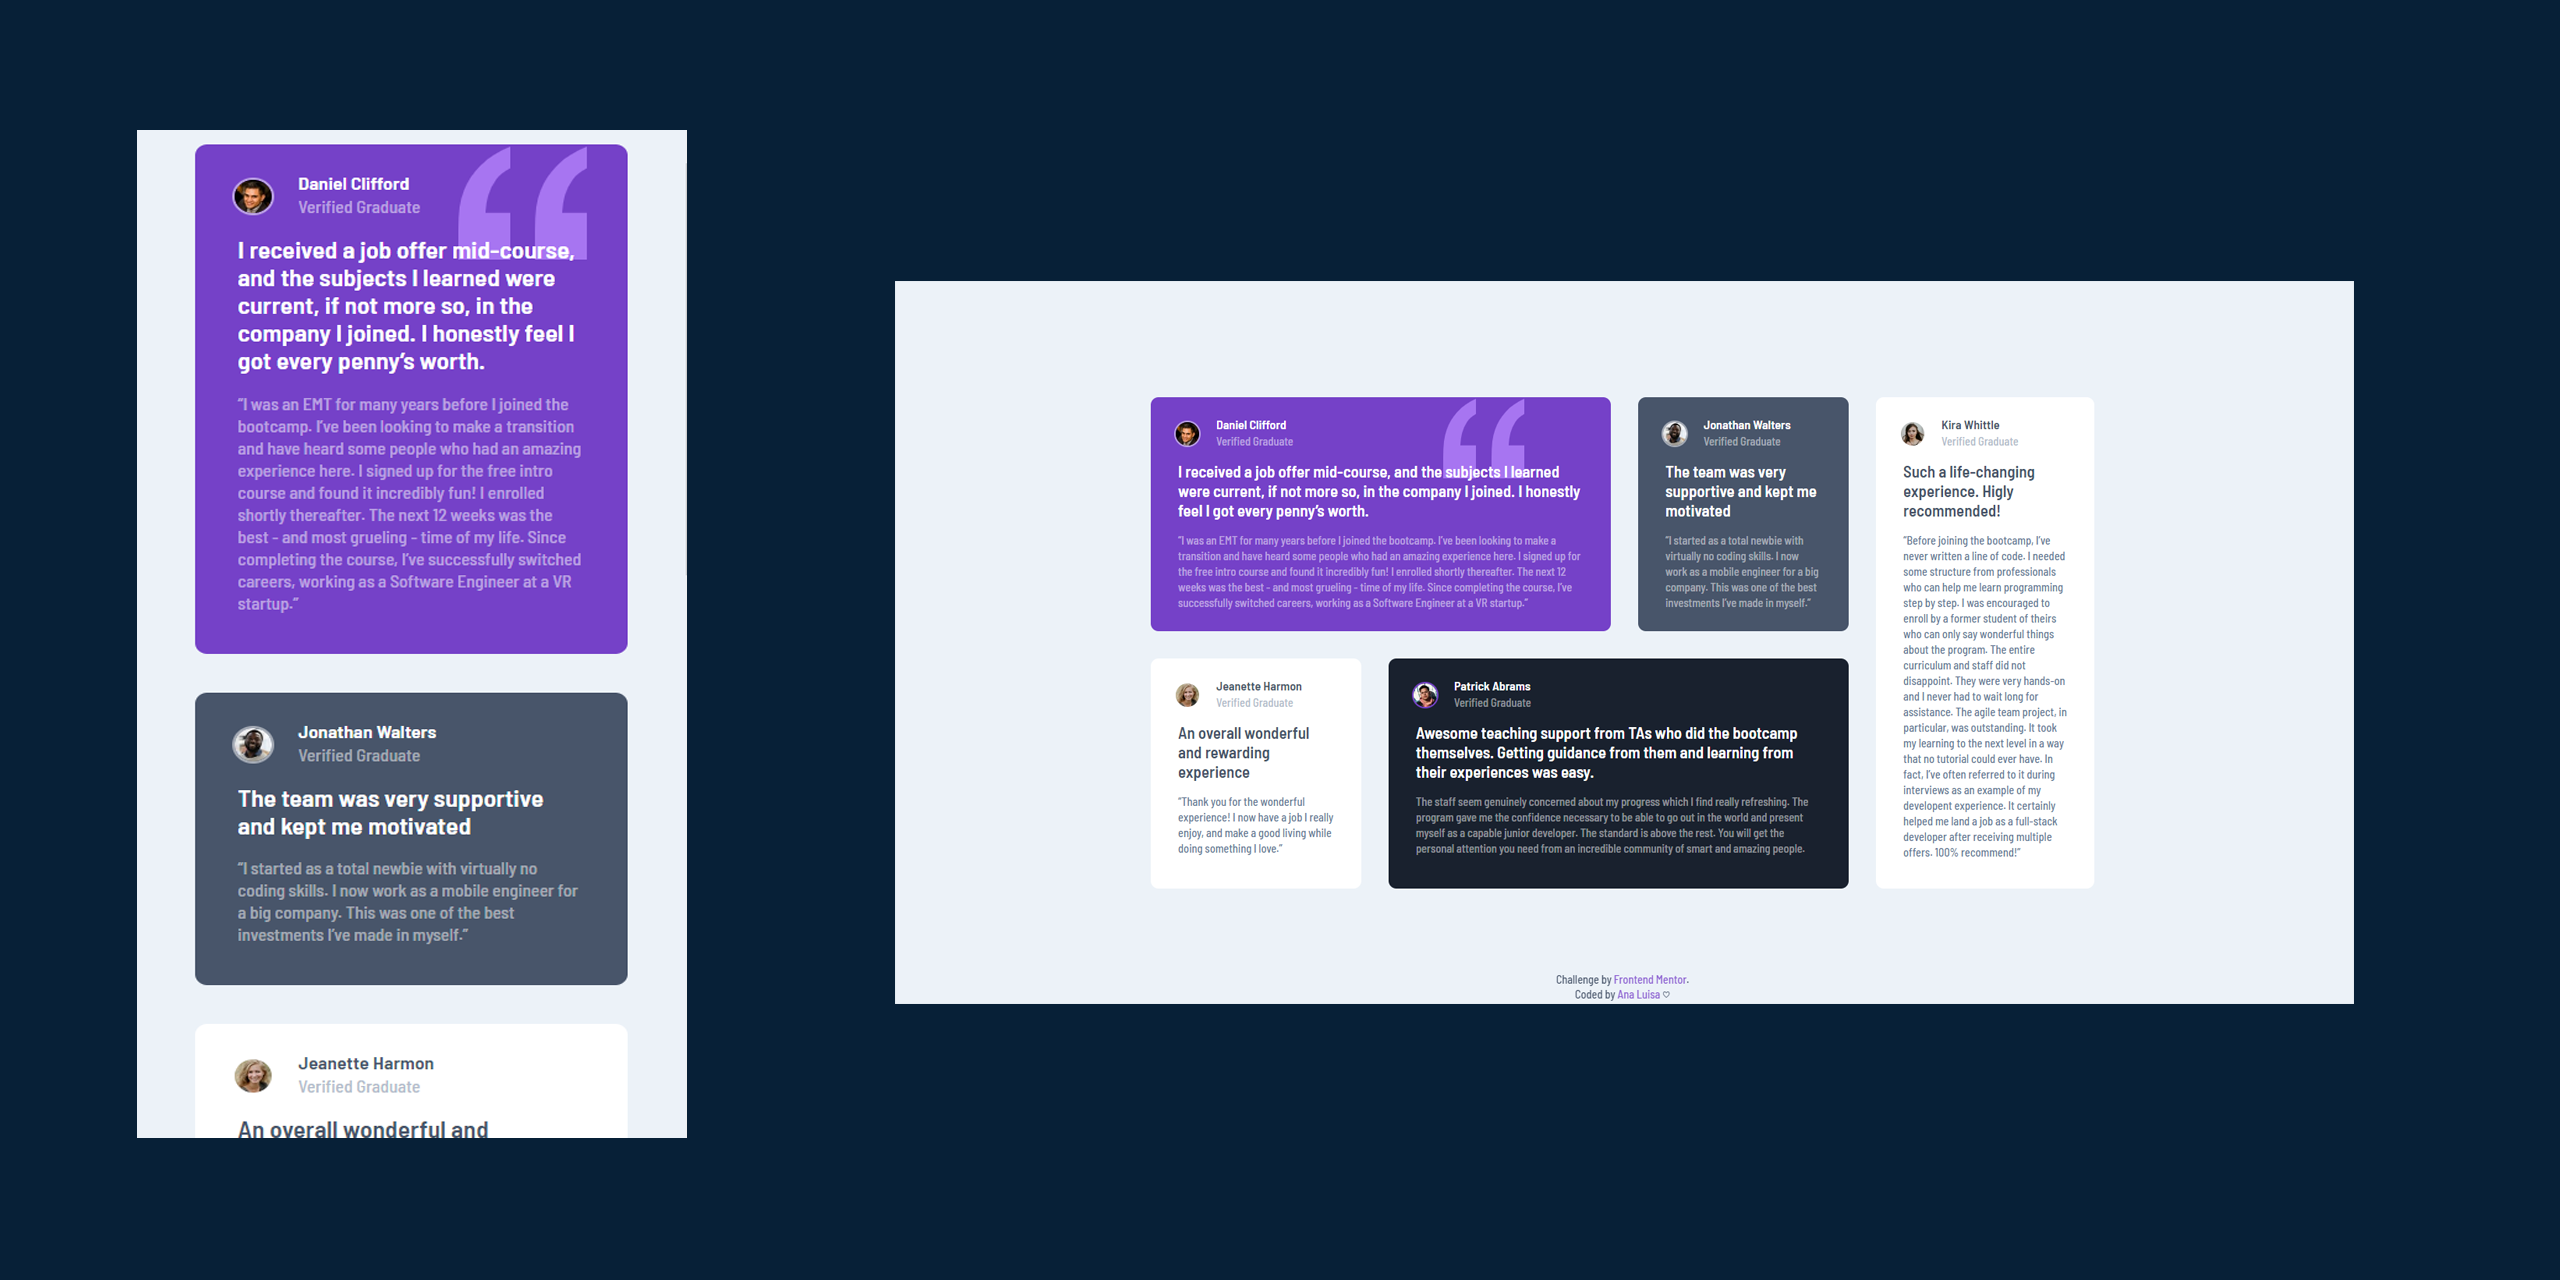 Daniel Clifford
Verified Graduate
I received a job offer mid-course,
and the subjects I learned were
current, if not more so, in the
company I joined. I honestly feel I
got every penny’s worth.
“I was an EMT for many years before I joined the
bootcamp. I’ve been looking to make a transition
and have heard some people who had an amazing
experience here. I signed up for the free intro
course and found it incredibly fun! I enrolled
shortly thereafter. The next 12 weeks was the
best - and most grueling - time of my life. Since
completing the course, I’ve successfully switched
careers, working as a Software Engineer at a VR
startup.”
Jonathan Walters
Verified Graduate
The team was very supportive
and kept me motivated
“I started as a total newbie with virtually no
coding skills. I now work as a mobile engineer for
a big company. This was one of the best
investments I’ve made in myself.”
Jeanette Harmon
Verified Graduate
An overall wonderful and
Daniel Clifford
Verified Graduate
I received a job offer mid-course, and the subjects I learned
were current, if not more so, in the company I joined. I honestly
feel I got every penny’s worth.
“I was an EMT for many years before I joined the bootcamp. I’ve been looking to make a
transition and have heard some people who had an amazing experience here. I signed up for
the free intro course and found it incredibly fun! I enrolled shortly thereafter. The next 12
weeks was the best - and most grueling - time of my life. Since completing the course, I’ve
successfully switched careers, working as a Software Engineer at a VR startup.”
Jonathan Walters
Verified Graduate
The team was very
supportive and kept me
motivated
“I started as a total newbie with
virtually no coding skills. I now
work as a mobile engineer for a big
company. This was one of the best
investments I’ve made in myself.”
Kira Whittle
Verified Graduate
Such a life-changing
experience. Higly
recommended!
“Before joining the bootcamp, I’ve
never written a line of code. I needed
some structure from professionals
who can help me learn programming
step by step. I was encouraged to
enroll by a former student of theirs
who can only say wonderful things
about the program. The entire
curriculum and staff did not
disappoint. They were very hands-on
and I never had to wait long for
assistance. The agile team project, in
particular, was outstanding. It took
my learning to the next level in a way
that no tutorial could ever have. In
fact, I’ve often referred to it during
interviews as an example of my
developent experience. It certainly
helped me land a job as a full-stack
developer after receiving multiple
offers. 100% recommend!”
Jeanette Harmon
Verified Graduate
An overall wonderful
and rewarding
experience
“Thank you for the wonderful
experience! I now have a job I really
enjoy, and make a good living while
doing something I love.”
Patrick Abrams
Verified Graduate
Awesome teaching support from TAs who did the bootcamp
themselves. Getting guidance from them and learning from
their experiences was easy.
The staff seem genuinely concerned about my progress which I find really refreshing. The
program gave me the confidence necessary to be able to go out in the world and present
myself as a capable junior developer. The standard is above the rest. You will get the
personal attention you need from an incredible community of smart and amazing people.
Challenge by Frontend Mentor.
Coded by Ana Luisa ♡